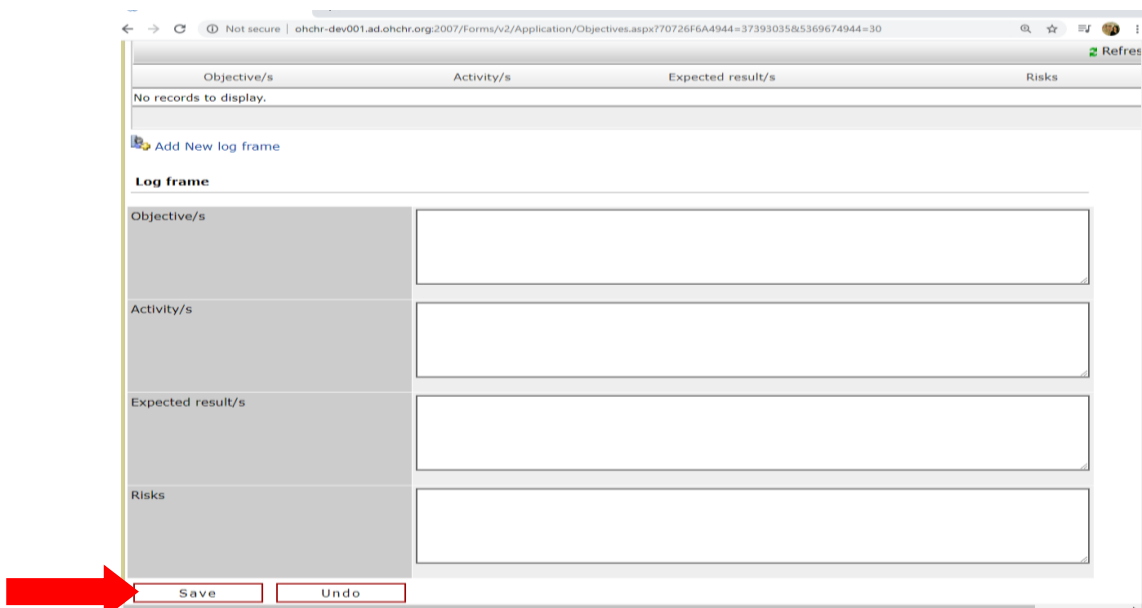 Not secure | ohchr-dev001.ad.ohchr.org:2007/Forms/v2/Application/Objectives.aspx?70726F6A4944=37393035&5369674944=30
Refres
Objective/s Activity/s Expected result/s Risks
No records to display.
Add New log frame
Log frame
Objective/s
Activity/s
Expected result/s
Risks
Save Undo